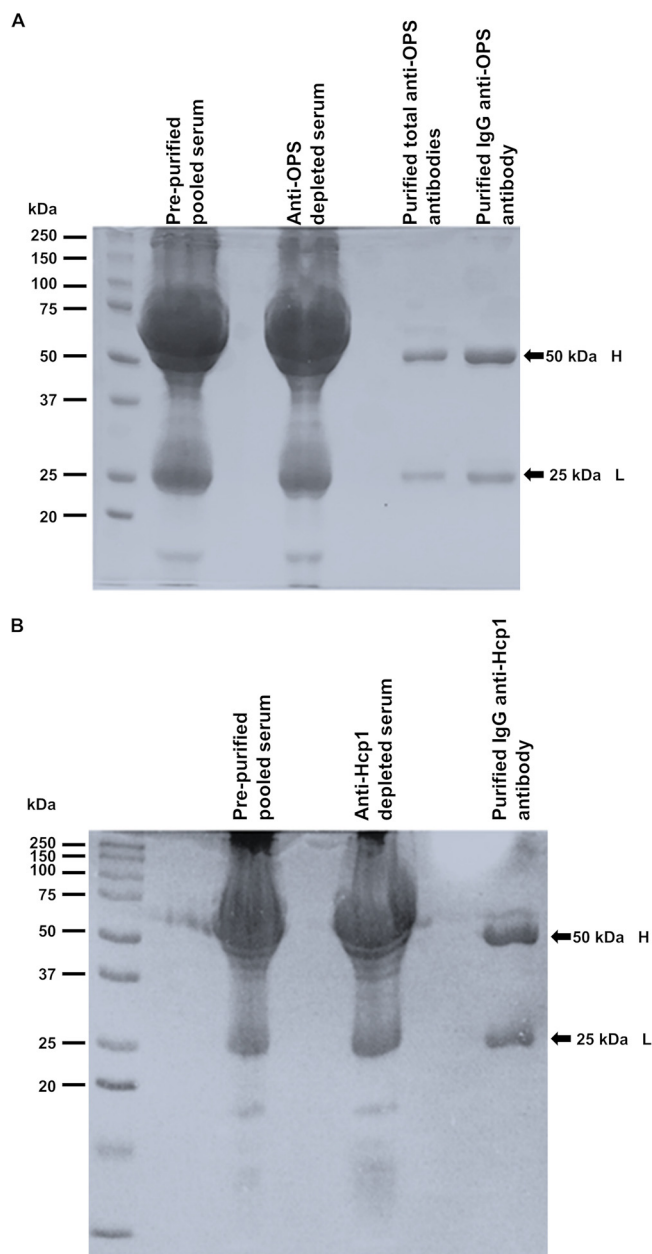 A
Pre-purified
pooled serum
Anti-OPS
depleted serum
Purified total anti-OPS
antibodies
Purified IgG anti-OPS
antibody
kDa
250
150
100
75
50
37
25
20
50 kDa H
25 kDa L
B
Pre-purified
pooled serum
Anti-Hcp1
depleted serum
Purified IgG anti-Hcp1
antibody
kDa
250
150
100
75
50
37
25
20
50 kDa H
25 kDa L